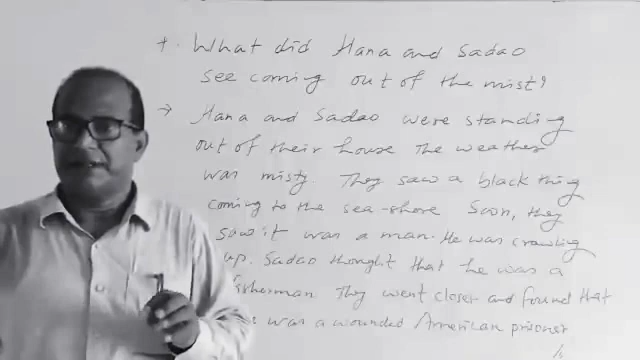 +. What did Hana and Sadao
see coming out of the mist?
→ Hana and Sadao were standing
out of their house The weather
was misty. They saw a black thing
coming to the sea-shore Soon, they
saw it was a man. He was crawling
up. Sadao thought that he was a
fisherman. They went closer and found that
was a wounded American prisoner